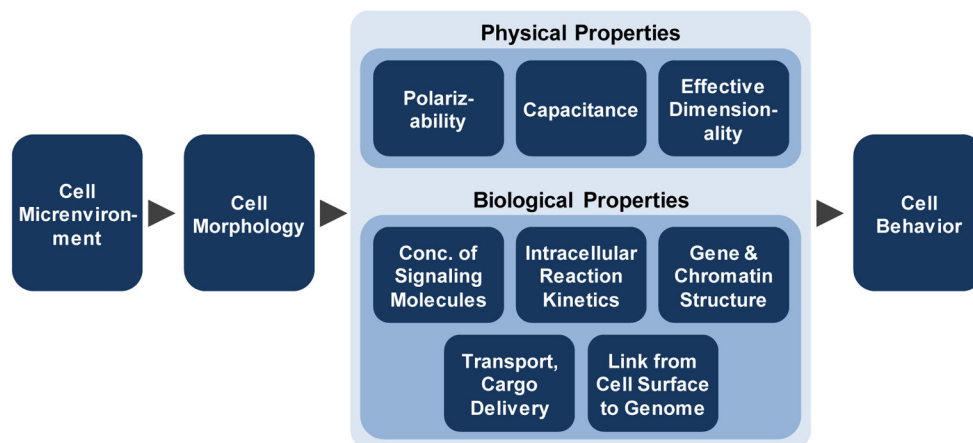 Physical Properties
Polariz-
ability
Capacitance
Effective
Dimension-
ality
Cell
Micrenviron-
ment
Cell
Morphology
Biological Properties
Conc. of
Signaling
Molecules
Intracellular
Reaction
Kinetics
Gene &
Chromatin
Structure
Transport,
Cargo
Delivery
Link from
Cell Surface
to Genome
Cell
Behavior